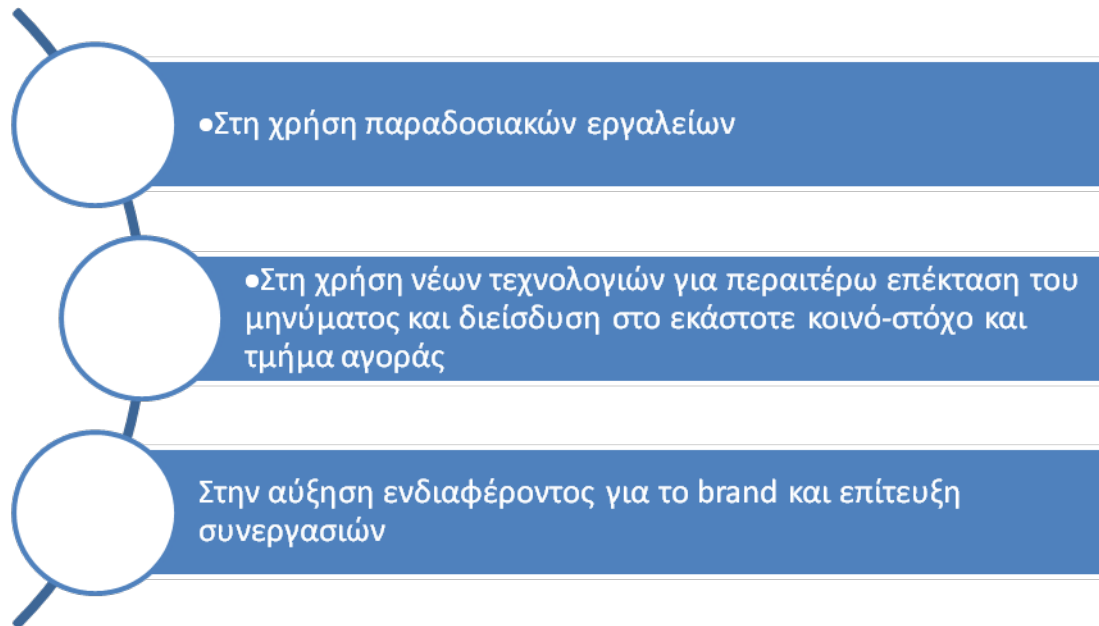 •Στη χρήση παραδοσιακών εργαλείων
•Στη χρήση νέων τεχνολογιών για περαιτέρω επέκταση του
μηνύματος και διείσδυση στο εκάστοτε κοινό-στόχο και
τμήμα αγοράς
Στην αύξηση ενδιαφέροντος για το brand και επίτευξη
συνεργασιών